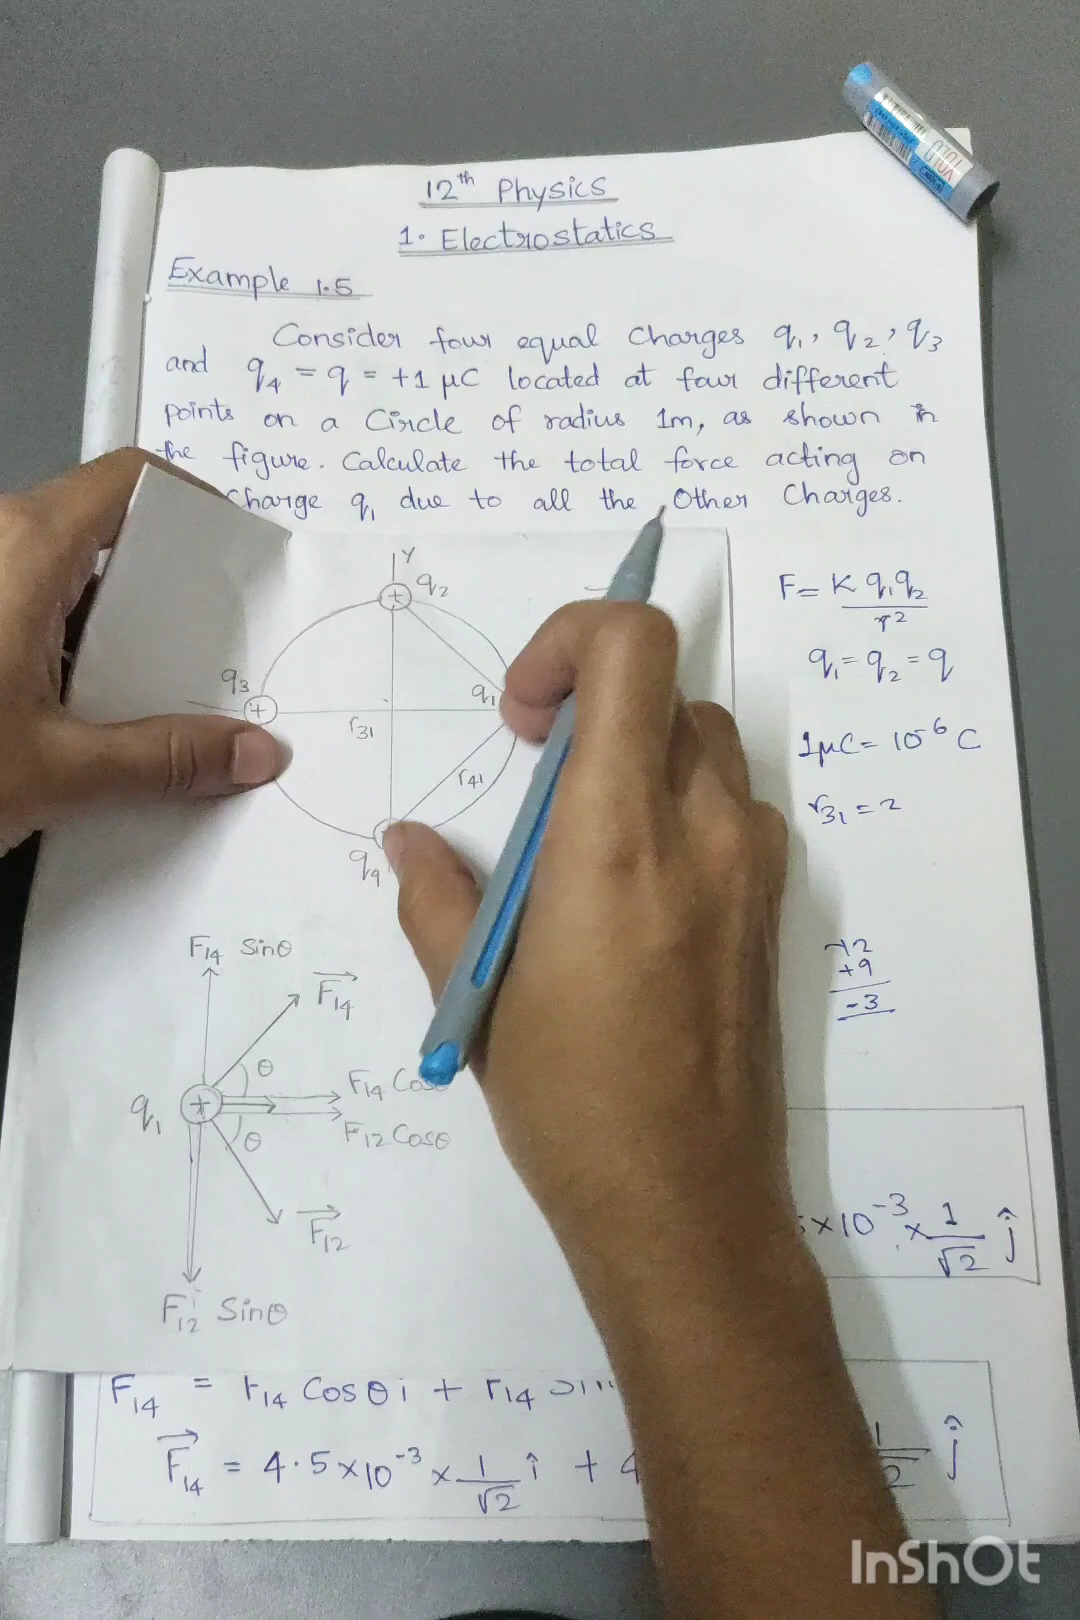 12th Physics
1. Electrostatics
Example 1.5
Consider four equal Charges q1, q2, q3
and q4 = q = +1 μC located at four different
points on a Circle of radius 1m, as shown in
the figure. Calculate the total force acting on
Charge q1 due to all the Other Charges.
Y
q2
q3
q1
r31
r41
q4
+
+
F = K q1q2
r2
q1 = q2 = q
1μC = 10-6 C
r31 = 2
-12
+9
-3
F14 Sinθ
F14
θ
F14 Cosθ
q1
+
F12 Cosθ
θ
F12
F12 Sinθ
×10-3 × 1/√2 ĵ
F14 = F14 Cosθ i + F14
F14 = 4.5×10-3 × 1/√2 î + 4
ĵ
YOLO
InShOt